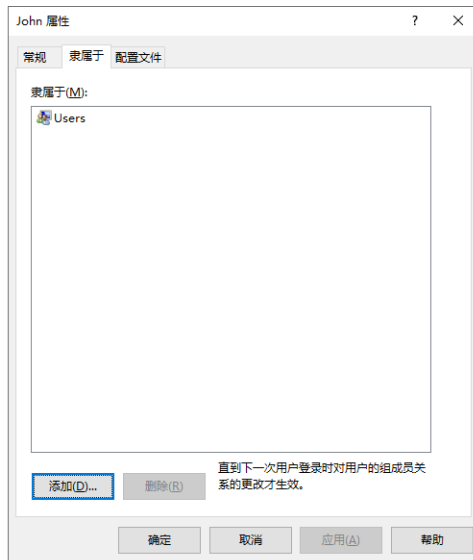 John 属性
常规 隶属于 配置文件
隶属于(M):
Users
添加(D)... 删除(R) 直到下一次用户登录时对用户的组成员关
系的更改才生效。
确定 取消 应用(A) 帮助